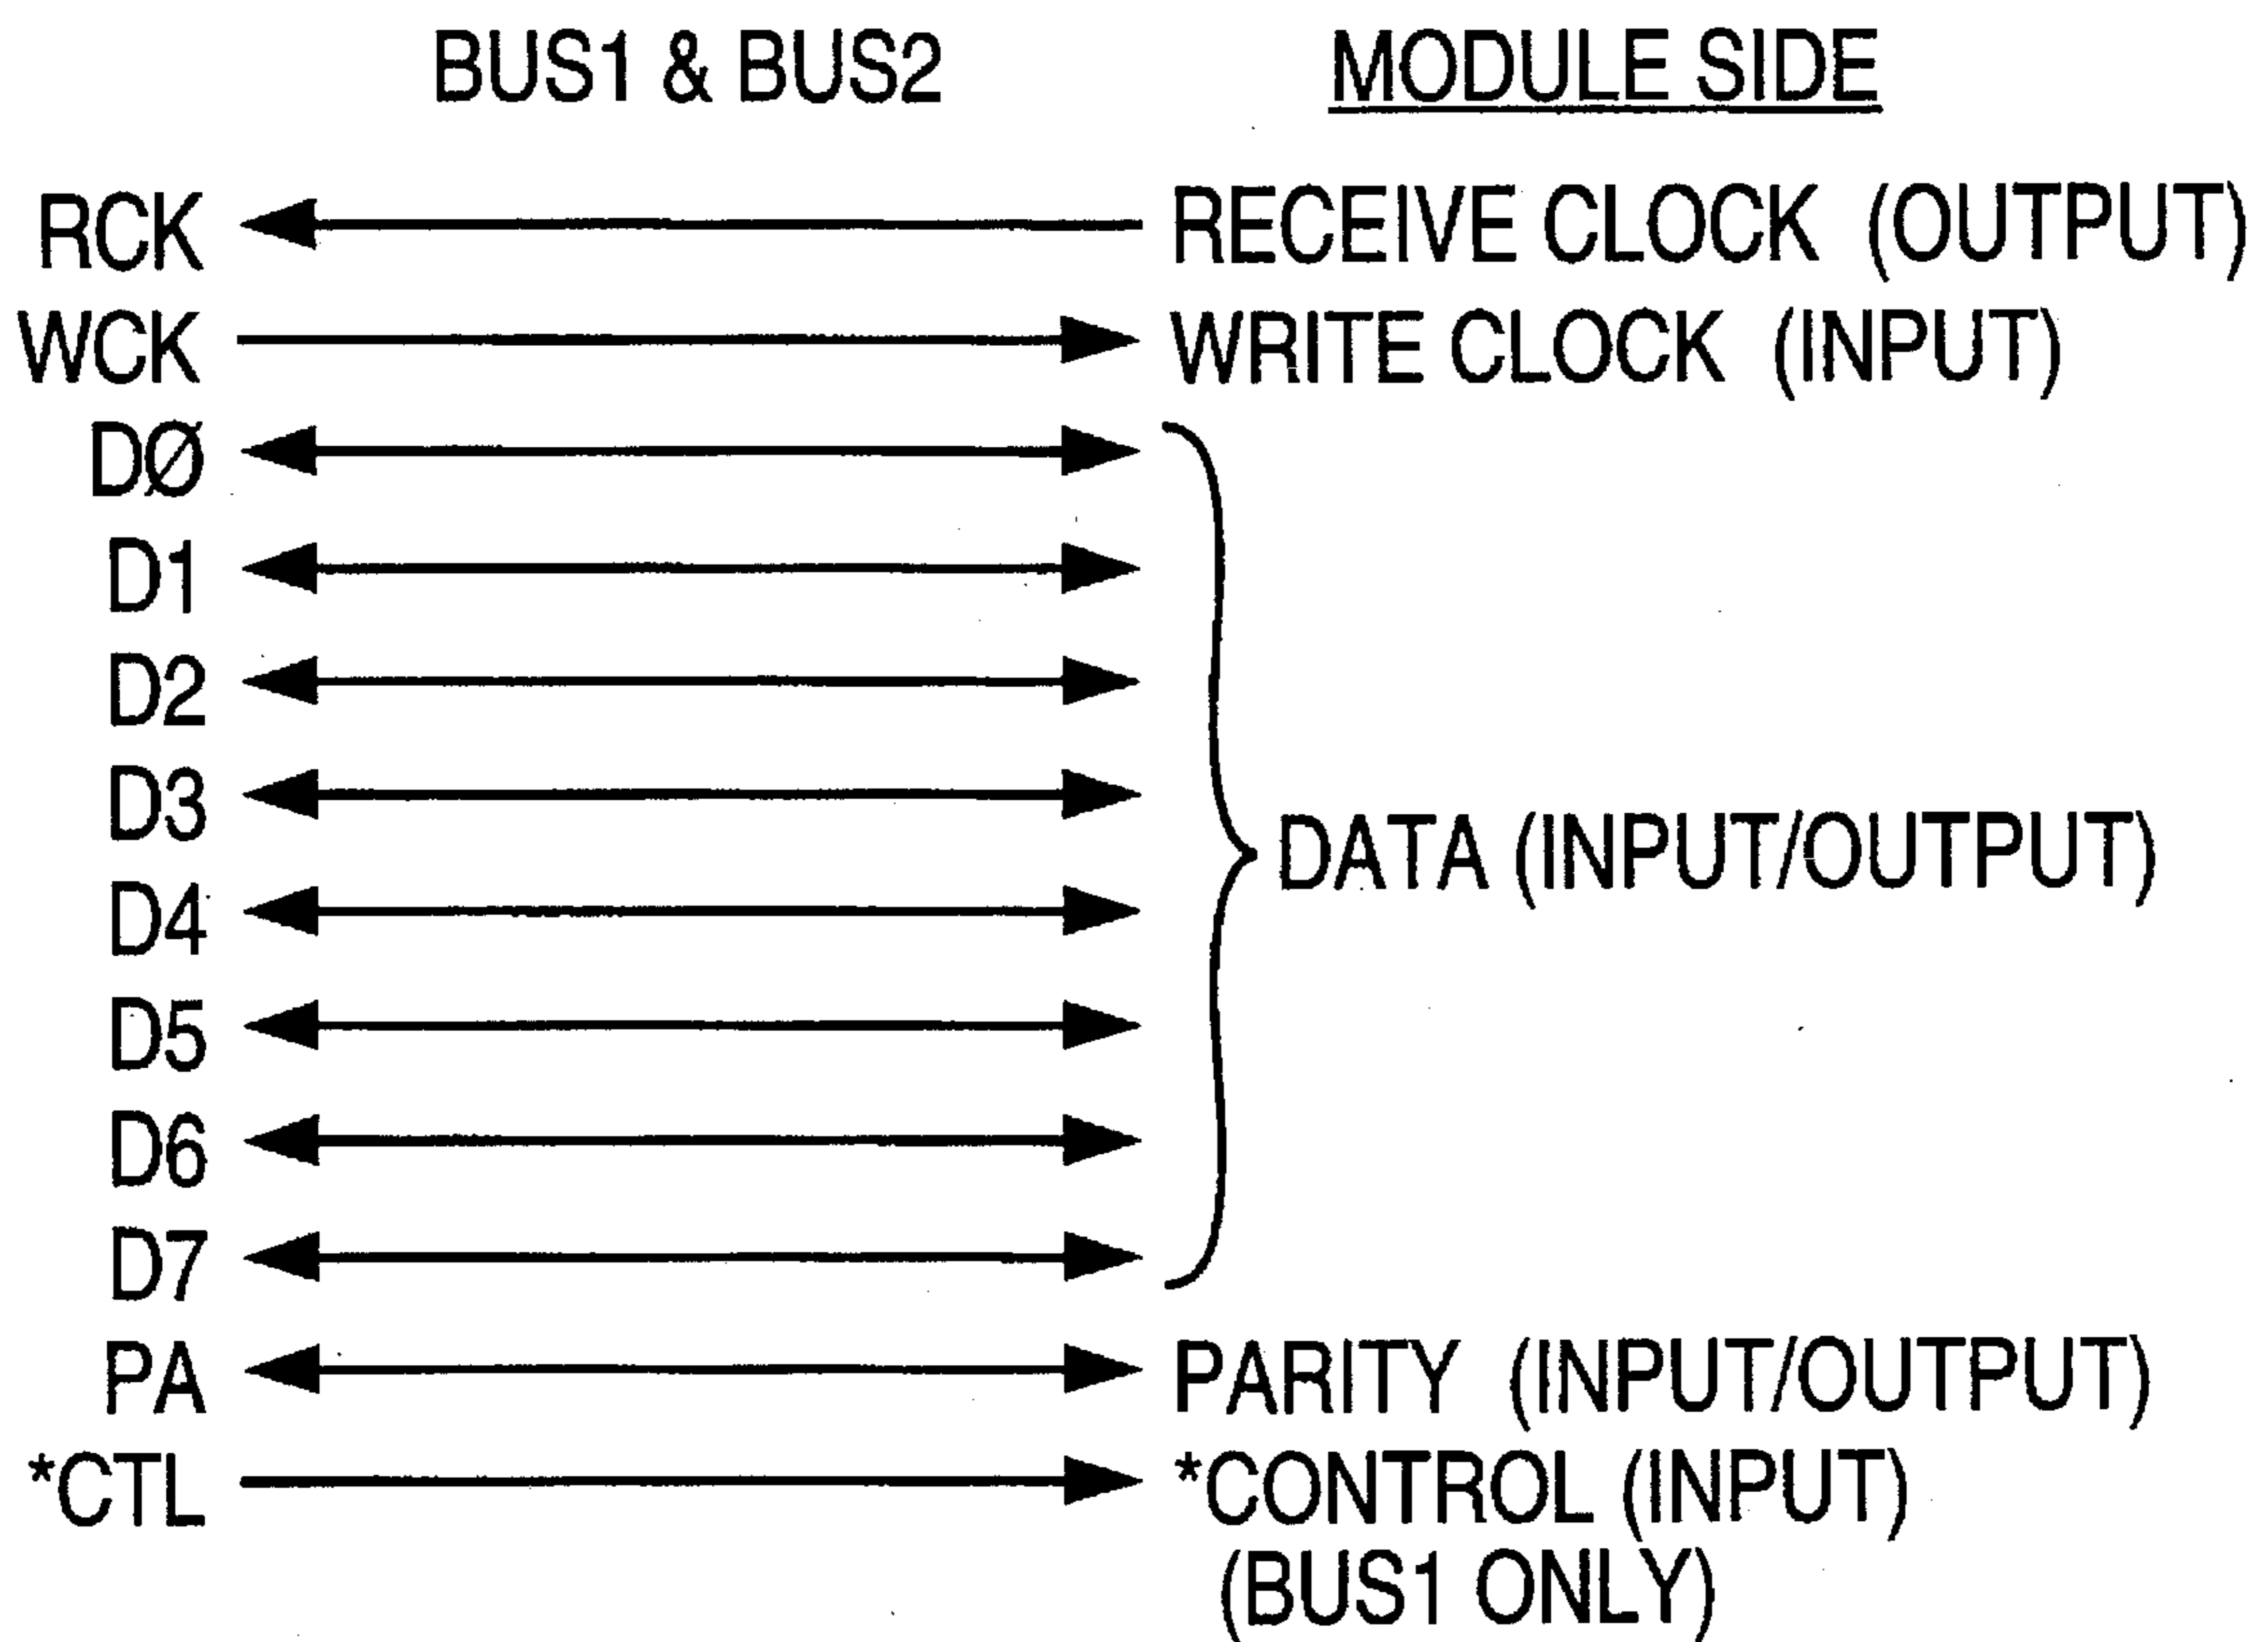 BUS1 & BUS2 MODULE SIDE
RCK RECEIVE CLOCK (OUTPUT)
WCK WRITE CLOCK (INPUT)
DØ
D1
D2
D3
DATA (INPUT/OUTPUT)
D4
D5
D6
D7
PA PARITY (INPUT/OUTPUT)
*CTL *CONTROL (INPUT)
(BUS1 ONLY)